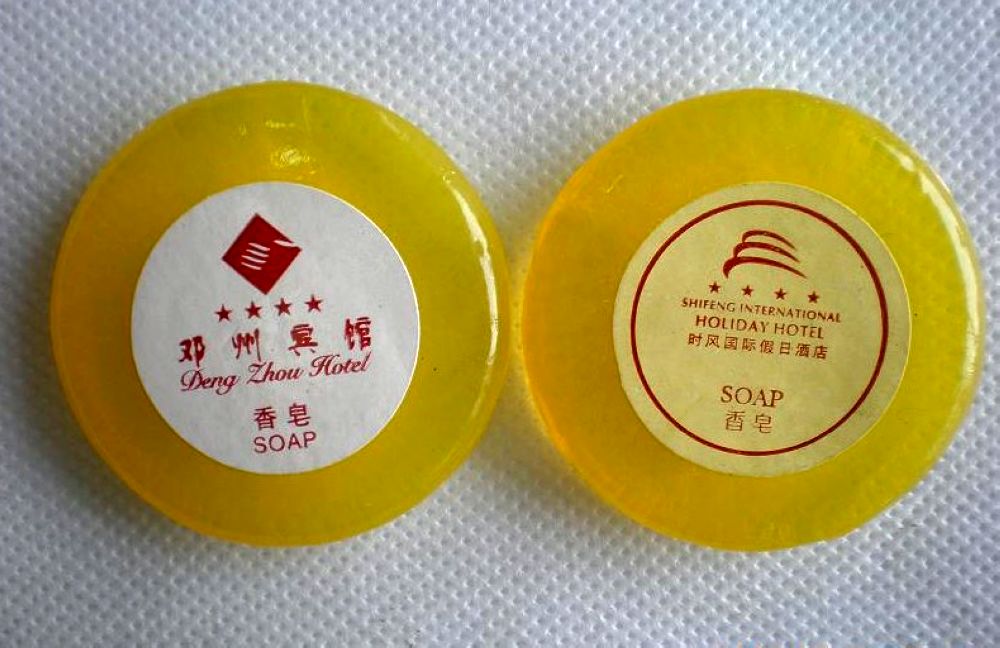 邓州宾馆
Deng Zhou Hotel
香皂
SOAP
SHIFENG INTERNATIONAL
HOLIDAY HOTEL
时风国际假日酒店
SOAP
香皂